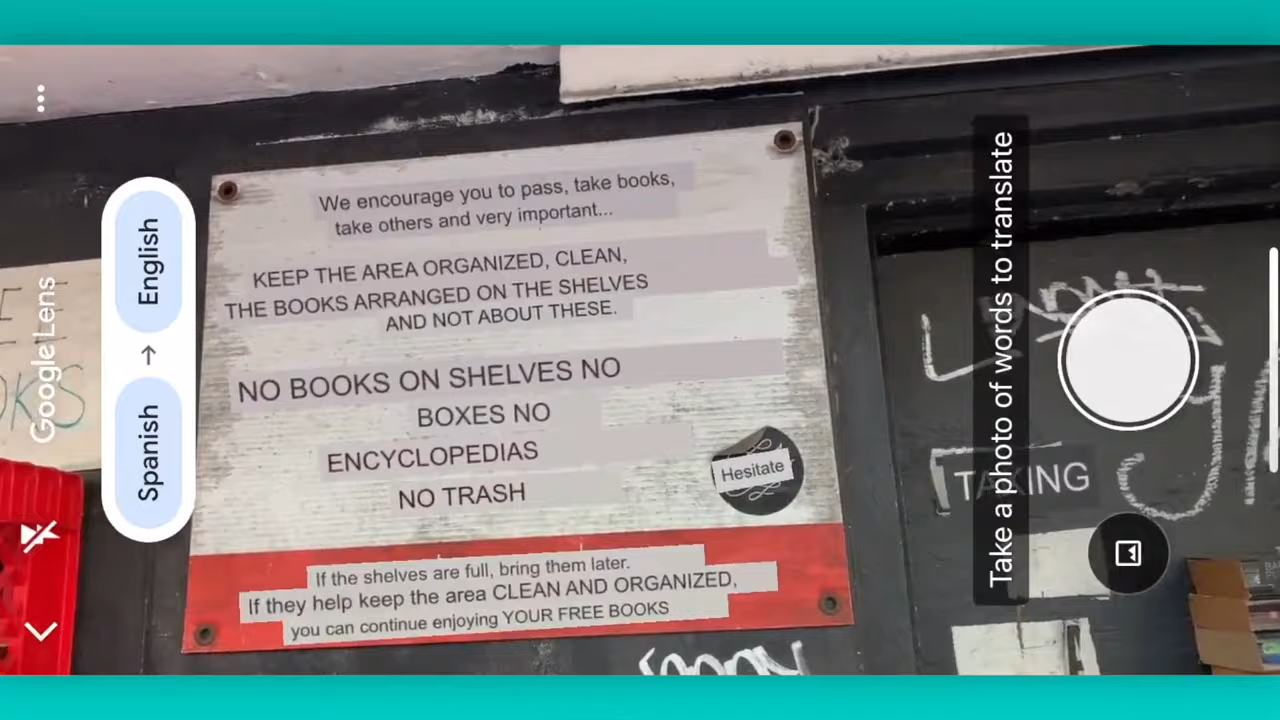 Google Lens
Spanish → English
We encourage you to pass, take books,
take others and very important...
KEEP THE AREA ORGANIZED, CLEAN,
THE BOOKS ARRANGED ON THE SHELVES
AND NOT ABOUT THESE.
NO BOOKS ON SHELVES NO
BOXES NO
ENCYCLOPEDIAS
NO TRASH
Hesitate
If the shelves are full, bring them later.
If they help keep the area CLEAN AND ORGANIZED,
you can continue enjoying YOUR FREE BOOKS
TAKING
Take a photo of words to translate